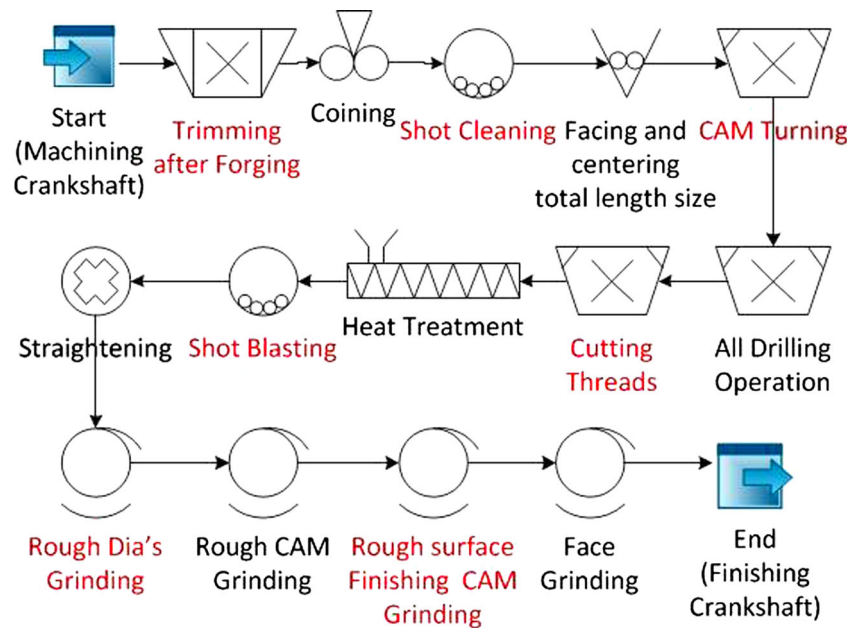 Start
(Machining
Crankshaft)
Trimming
after Forging
Coining
Shot Cleaning
Facing and
centering
total length size
CAM Turning
Straightening
Shot Blasting
Heat Treatment
Cutting
Threads
All Drilling
Operation
Rough Dia's
Grinding
Rough CAM
Grinding
Rough surface
Finishing CAM
Grinding
Face
Grinding
End
(Finishing
Crankshaft)